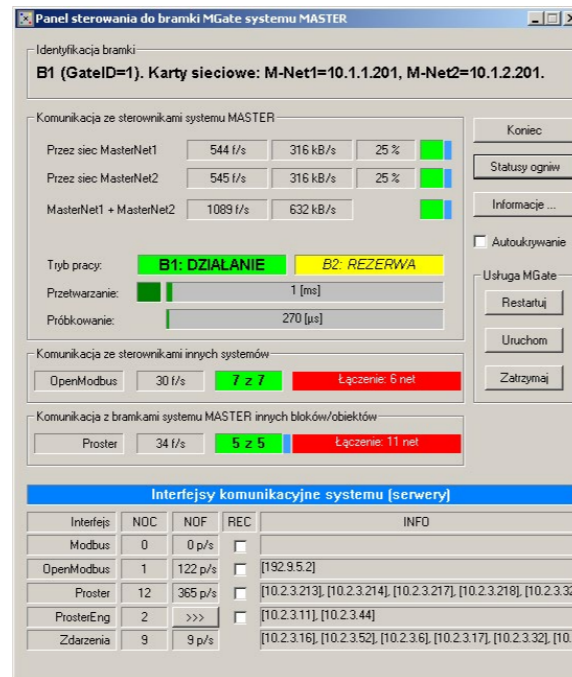 Panel sterowania do bramki MGate systemu MASTER
Identyfikacja bramki
B1 (GateID=1). Karty sieciowe: M-Net1=10.1.1.201, M-Net2=10.1.2.201.
Komunikacja ze sterownikami systemu MASTER
Przez siec MasterNet1 544 f/s 316 kB/s 25 %
Przez siec MasterNet2 545 f/s 316 kB/s 25 %
MasterNet1 + MasterNet2 1089 f/s 632 kB/s
Tryb pracy: B1: DZIAŁANIE B2: REZERWA
Przetwarzanie: 1 [ms]
Próbkowanie: 270 [µs]
Koniec
Statusy ogniw
Informacje ...
Autoukrywanie
Usługa MGate
Restartuj
Uruchom
Zatrzymaj
Komunikacja ze sterownikami innych systemów
OpenModbus 30 f/s 7 z 7 Łączenie: 6 net
Komunikacja z bramkami systemu MASTER innych bloków/obiektów
Proster 34 f/s 5 z 5 Łączenie: 11 net
Interfejsy komunikacyjne systemu (serwery)
Interfejs NOC NOF REC INFO
Modbus 0 0 p/s
OpenModbus 1 122 p/s [192.9.5.2]
Proster 12 365 p/s [10.2.3.213], [10.2.3.214], [10.2.3.217], [10.2.3.218], [10.2.3.32
ProsterEng 2 >>> [10.2.3.11], [10.2.3.44]
Zdarzenia 9 9 p/s [10.2.3.16], [10.2.3.52], [10.2.3.6], [10.2.3.17], [10.2.3.32], [10.